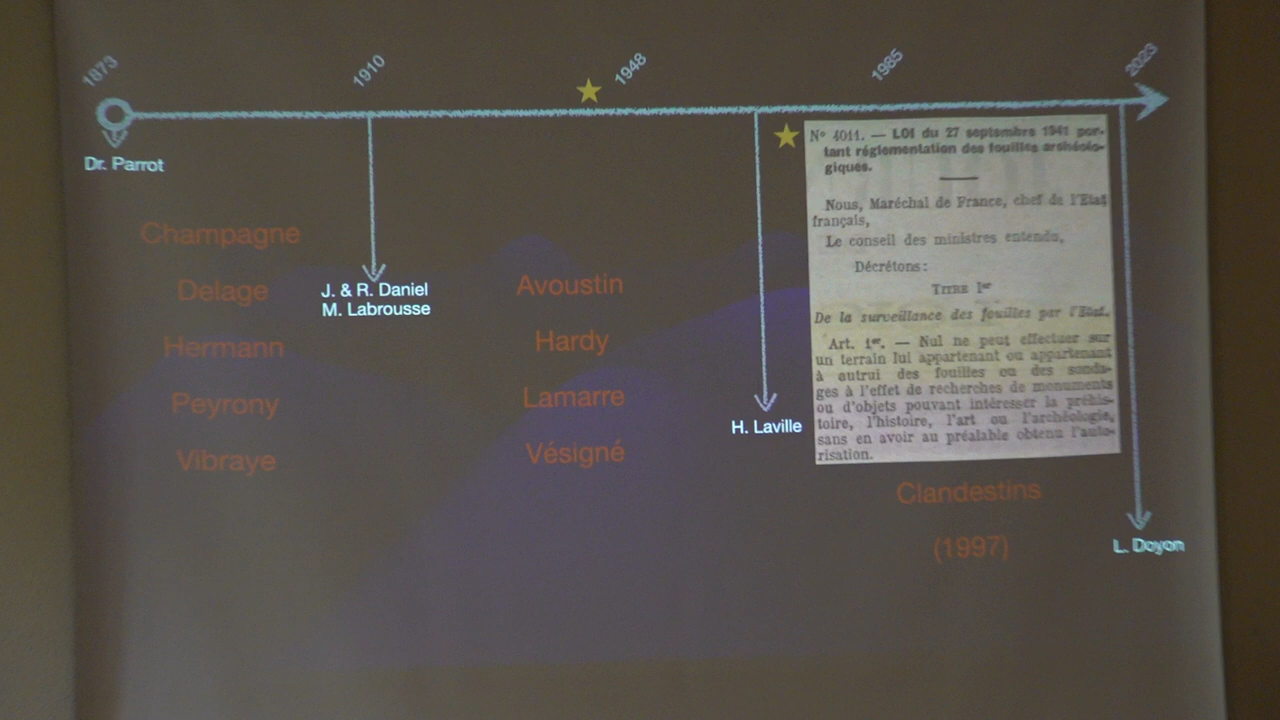 1873
1910
1948
1985
2023
Dr. Parrot
Champagne
Delage
Hermann
Peyrony
Vibraye
J. & R. Daniel
M. Labrousse
Avoustin
Hardy
Lamarre
Vésigné
H. Laville
N° 4011. — LOI du 27 septembre 1941 por-
tant réglementation des fouilles archéolo-
giques.
Nous, Maréchal de France, chef de l'Etat
français,
Le conseil des ministres entendu,
Décrétons :
TITRE Ier
De la surveillance des fouilles par l'Etat.
Art. 1er. — Nul ne peut effectuer sur
un terrain lui appartenant ou appartenant
à autrui des fouilles ou des sonda-
ges à l'effet de recherches de monuments
ou d'objets pouvant intéresser la préhis-
toire, l'histoire, l'art ou l'archéologie,
sans en avoir au préalable obtenu l'auto-
risation.
Clandestins
(1997)
L. Doyon